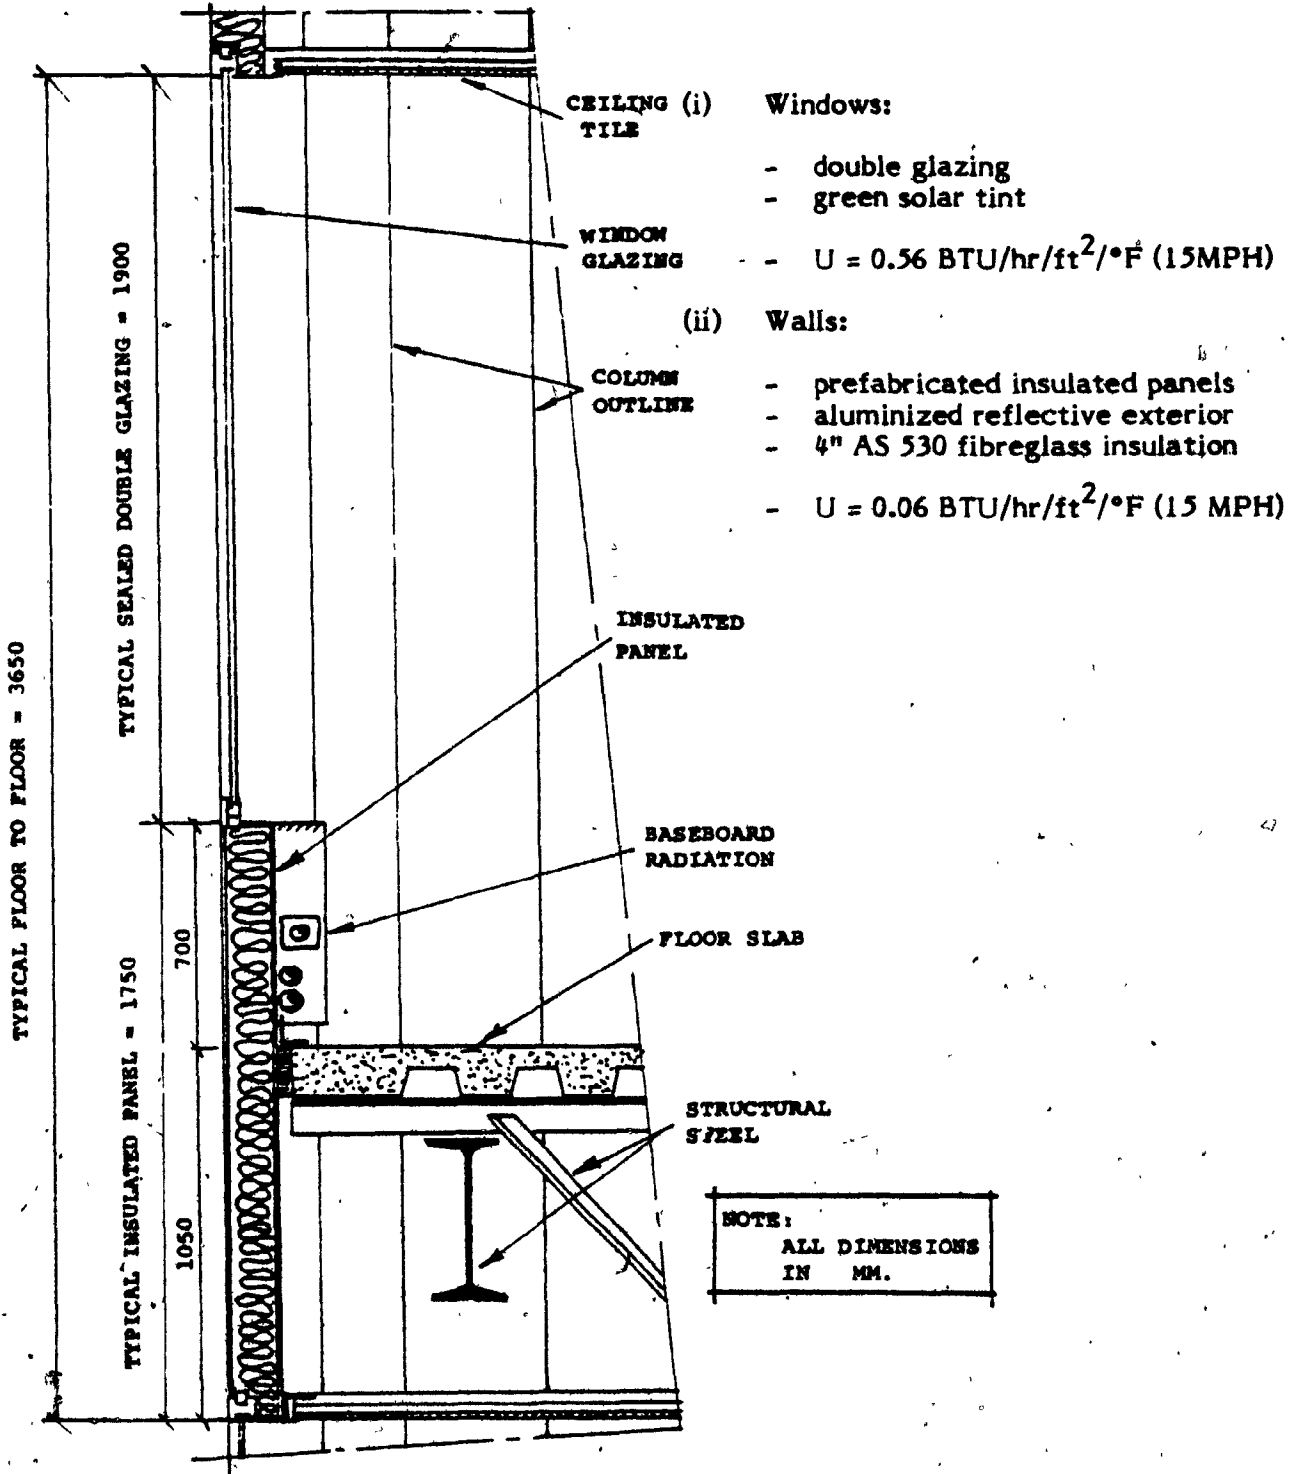 CEILING
TILE
(i) Windows:
- double glazing
- green solar tint
- U = 0.56 BTU/hr/ft²/°F (15MPH)
WINDOW
GLAZING
(ii) Walls:
- prefabricated insulated panels
- aluminized reflective exterior
- 4" AS 530 fibreglass insulation
- U = 0.06 BTU/hr/ft²/°F (15 MPH)
COLUMN
OUTLINE
INSULATED
PANEL
BASEBOARD
RADIATION
FLOOR SLAB
STRUCTURAL
STEEL
NOTE:
ALL DIMENSIONS
IN MM.
TYPICAL FLOOR TO FLOOR = 3650
TYPICAL SEALED DOUBLE GLAZING = 1900
TYPICAL INSULATED PANEL = 1750
700
1050